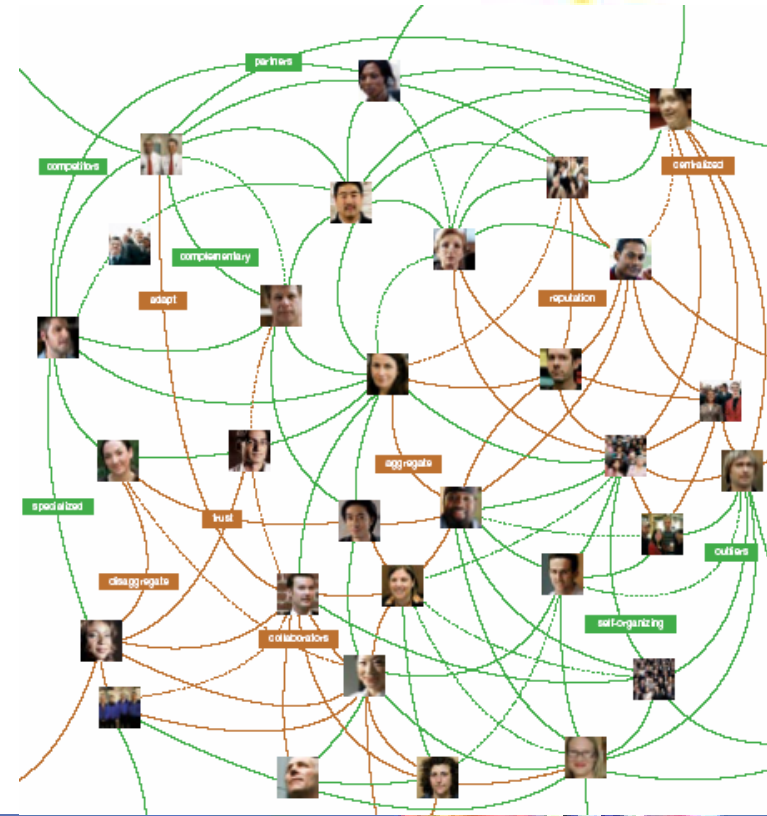 partners
competitors
centralized
complementary
adapt
reputation
aggregate
specialized
trust
outliers
disaggregate
self-organizing
collaborators